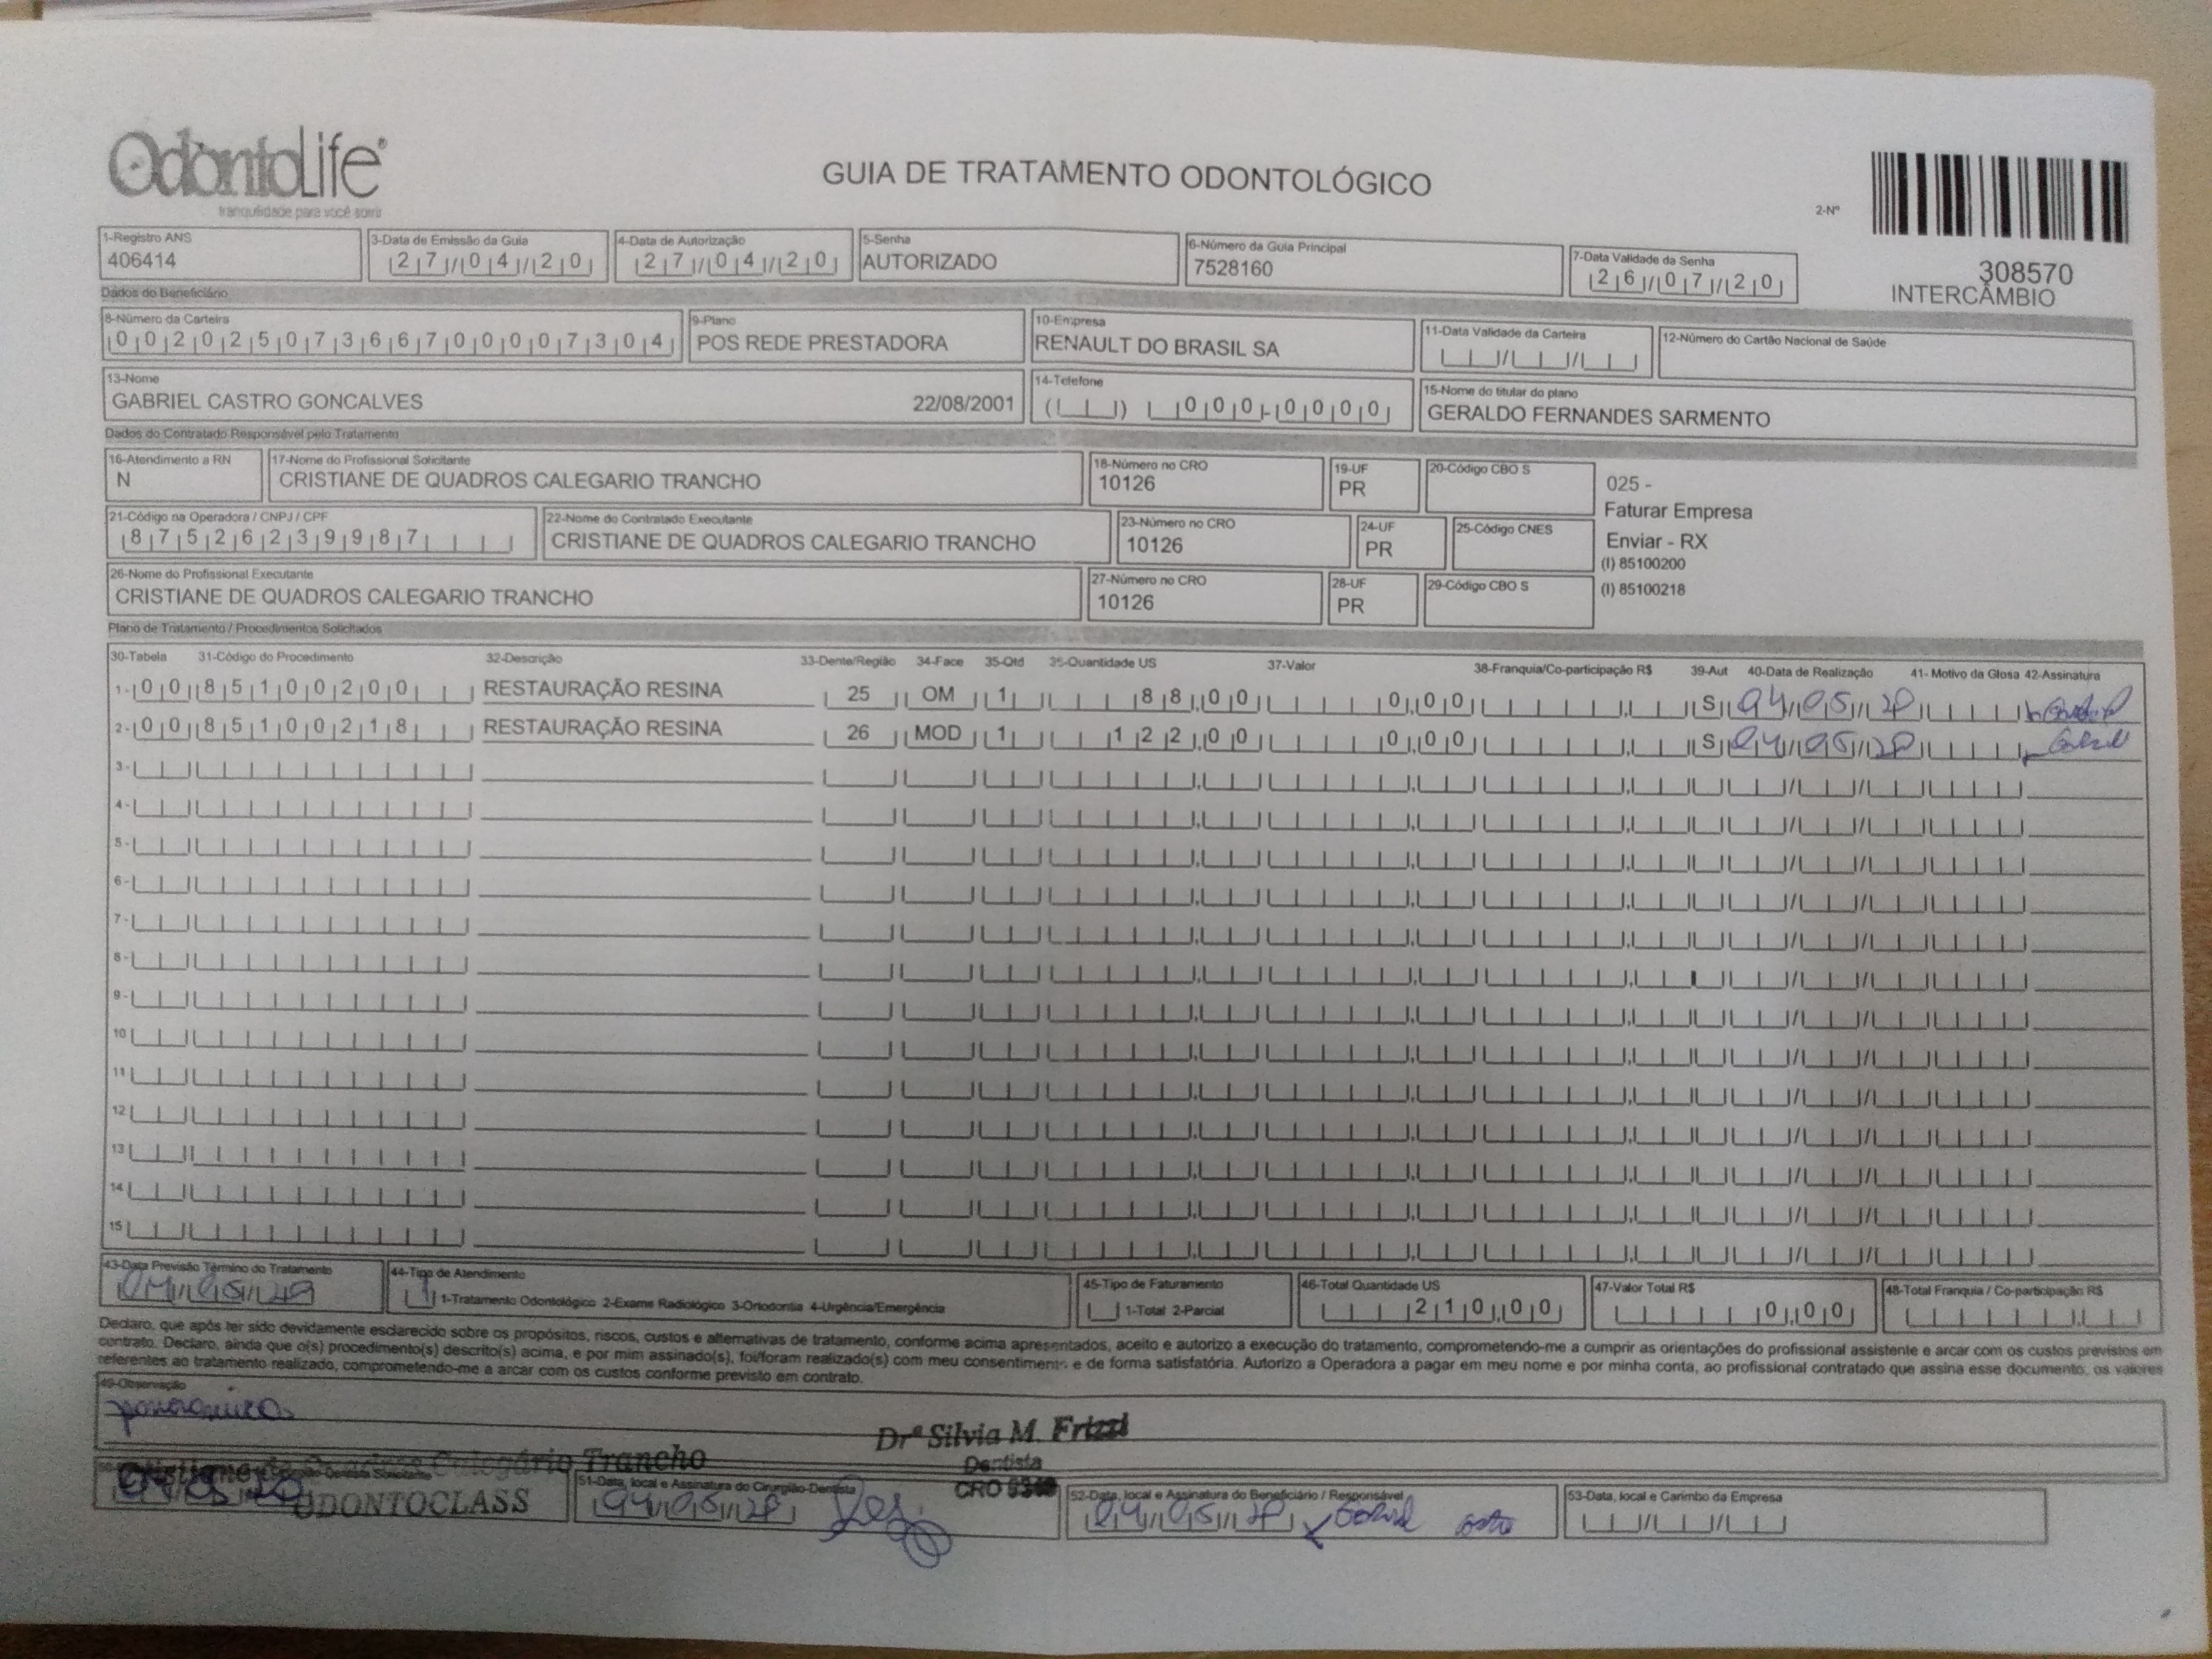 OdontoLife®
tranquilidade para você sorrir
GUIA DE TRATAMENTO ODONTOLÓGICO
2-Nº
308570
INTERCÂMBIO
1-Registro ANS
406414
3-Data de Emissão da Guia
27/04/20
4-Data de Autorização
27/04/20
5-Senha
AUTORIZADO
6-Número da Guia Principal
7528160
7-Data Validade da Senha
26/07/20
Dados do Beneficiário
8-Número da Carteira
00202507366700007304
9-Plano
POS REDE PRESTADORA
10-Empresa
RENAULT DO BRASIL SA
11-Data Validade da Carteira
12-Número do Cartão Nacional de Saúde
13-Nome
GABRIEL CASTRO GONCALVES 22/08/2001
14-Telefone
( ) 000-0000
15-Nome do titular do plano
GERALDO FERNANDES SARMENTO
Dados do Contratado Responsável pelo Tratamento
16-Atendimento a RN
N
17-Nome do Profissional Solicitante
CRISTIANE DE QUADROS CALEGARIO TRANCHO
18-Número no CRO
10126
19-UF
PR
20-Código CBO S
025 -
Faturar Empresa
Enviar - RX
(I) 85100200
(I) 85100218
21-Código na Operadora / CNPJ / CPF
87526239987
22-Nome do Contratado Executante
CRISTIANE DE QUADROS CALEGARIO TRANCHO
23-Número no CRO
10126
24-UF
PR
25-Código CNES
26-Nome do Profissional Executante
CRISTIANE DE QUADROS CALEGARIO TRANCHO
27-Número no CRO
10126
28-UF
PR
29-Código CBO S
Plano de Tratamento / Procedimentos Solicitados
30-Tabela 31-Código do Procedimento 32-Descrição 33-Dente/Região 34-Face 35-Qtd 36-Quantidade US 37-Valor 38-Franquia/Co-participação R$ 39-Aut 40-Data de Realização 41- Motivo da Glosa 42-Assinatura
1- 00 85100200 RESTAURAÇÃO RESINA 25 OM 1 88,00 0,00 S 04/05/20
2- 00 85100218 RESTAURAÇÃO RESINA 26 MOD 1 122,00 0,00 S 04/05/20
3-
4-
5-
6-
7-
8-
9-
10
11
12
13
14
15
43-Data Previsão Término do Tratamento
04/05/20
44-Tipo de Atendimento
1 1-Tratamento Odontológico 2-Exame Radiológico 3-Ortodontia 4-Urgência/Emergência
45-Tipo de Faturamento
1-Total 2-Parcial
46-Total Quantidade US
210,00
47-Valor Total R$
0,00
48-Total Franquia / Co-participação R$
Declaro, que após ter sido devidamente esclarecido sobre os propósitos, riscos, custos e alternativas de tratamento, conforme acima apresentados, aceito e autorizo a execução do tratamento, comprometendo-me a cumprir as orientações do profissional assistente e arcar com os custos previstos em
contrato. Declaro, ainda que o(s) procedimento(s) descrito(s) acima, e por mim assinado(s), foi/foram realizado(s) com meu consentimento e de forma satisfatória. Autorizo a Operadora a pagar em meu nome e por minha conta, ao profissional contratado que assina esse documento, os valores
referentes ao tratamento realizado, comprometendo-me a arcar com os custos conforme previsto em contrato.
49-Observação
panoramica
Drª Silvia M. Frizzi
Dentista
CRO
Cristiane de Quadros Calegário Trancho
ODONTOCLASS
04/05/20
51-Data, local e Assinatura do Cirurgião-Dentista
04/05/20
52-Data, local e Assinatura do Beneficiário / Responsável
04/05/20
53-Data, local e Carimbo da Empresa